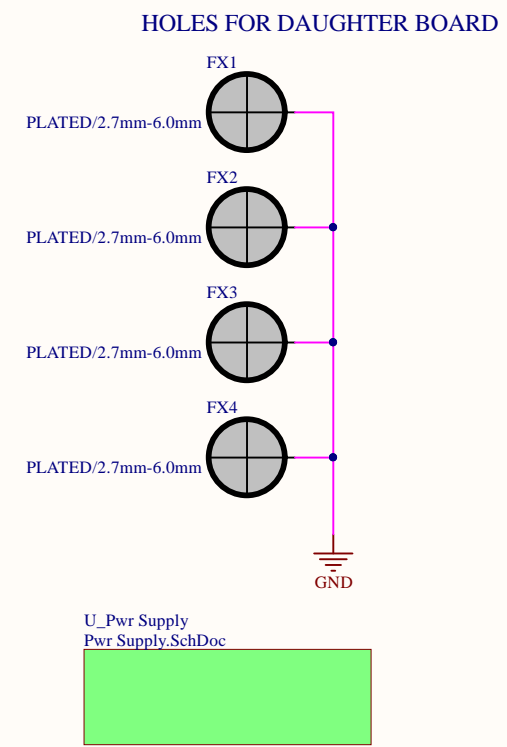 HOLES FOR DAUGHTER BOARD
FX1
PLATED/2.7mm-6.0mm
FX2
PLATED/2.7mm-6.0mm
FX3
PLATED/2.7mm-6.0mm
FX4
PLATED/2.7mm-6.0mm
GND
U_Pwr Supply
Pwr Supply.SchDoc